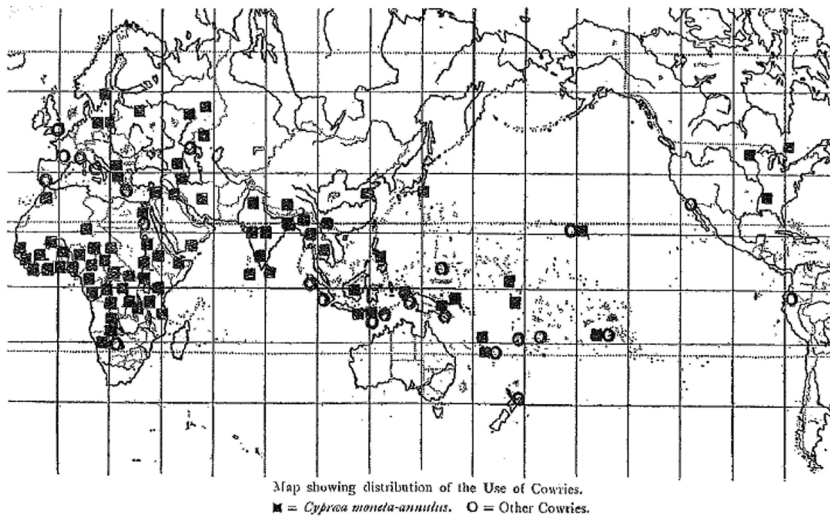 Map showing distribution of the Use of Cowries.
■ = Cypræa moneta-annulus. O = Other Cowries.